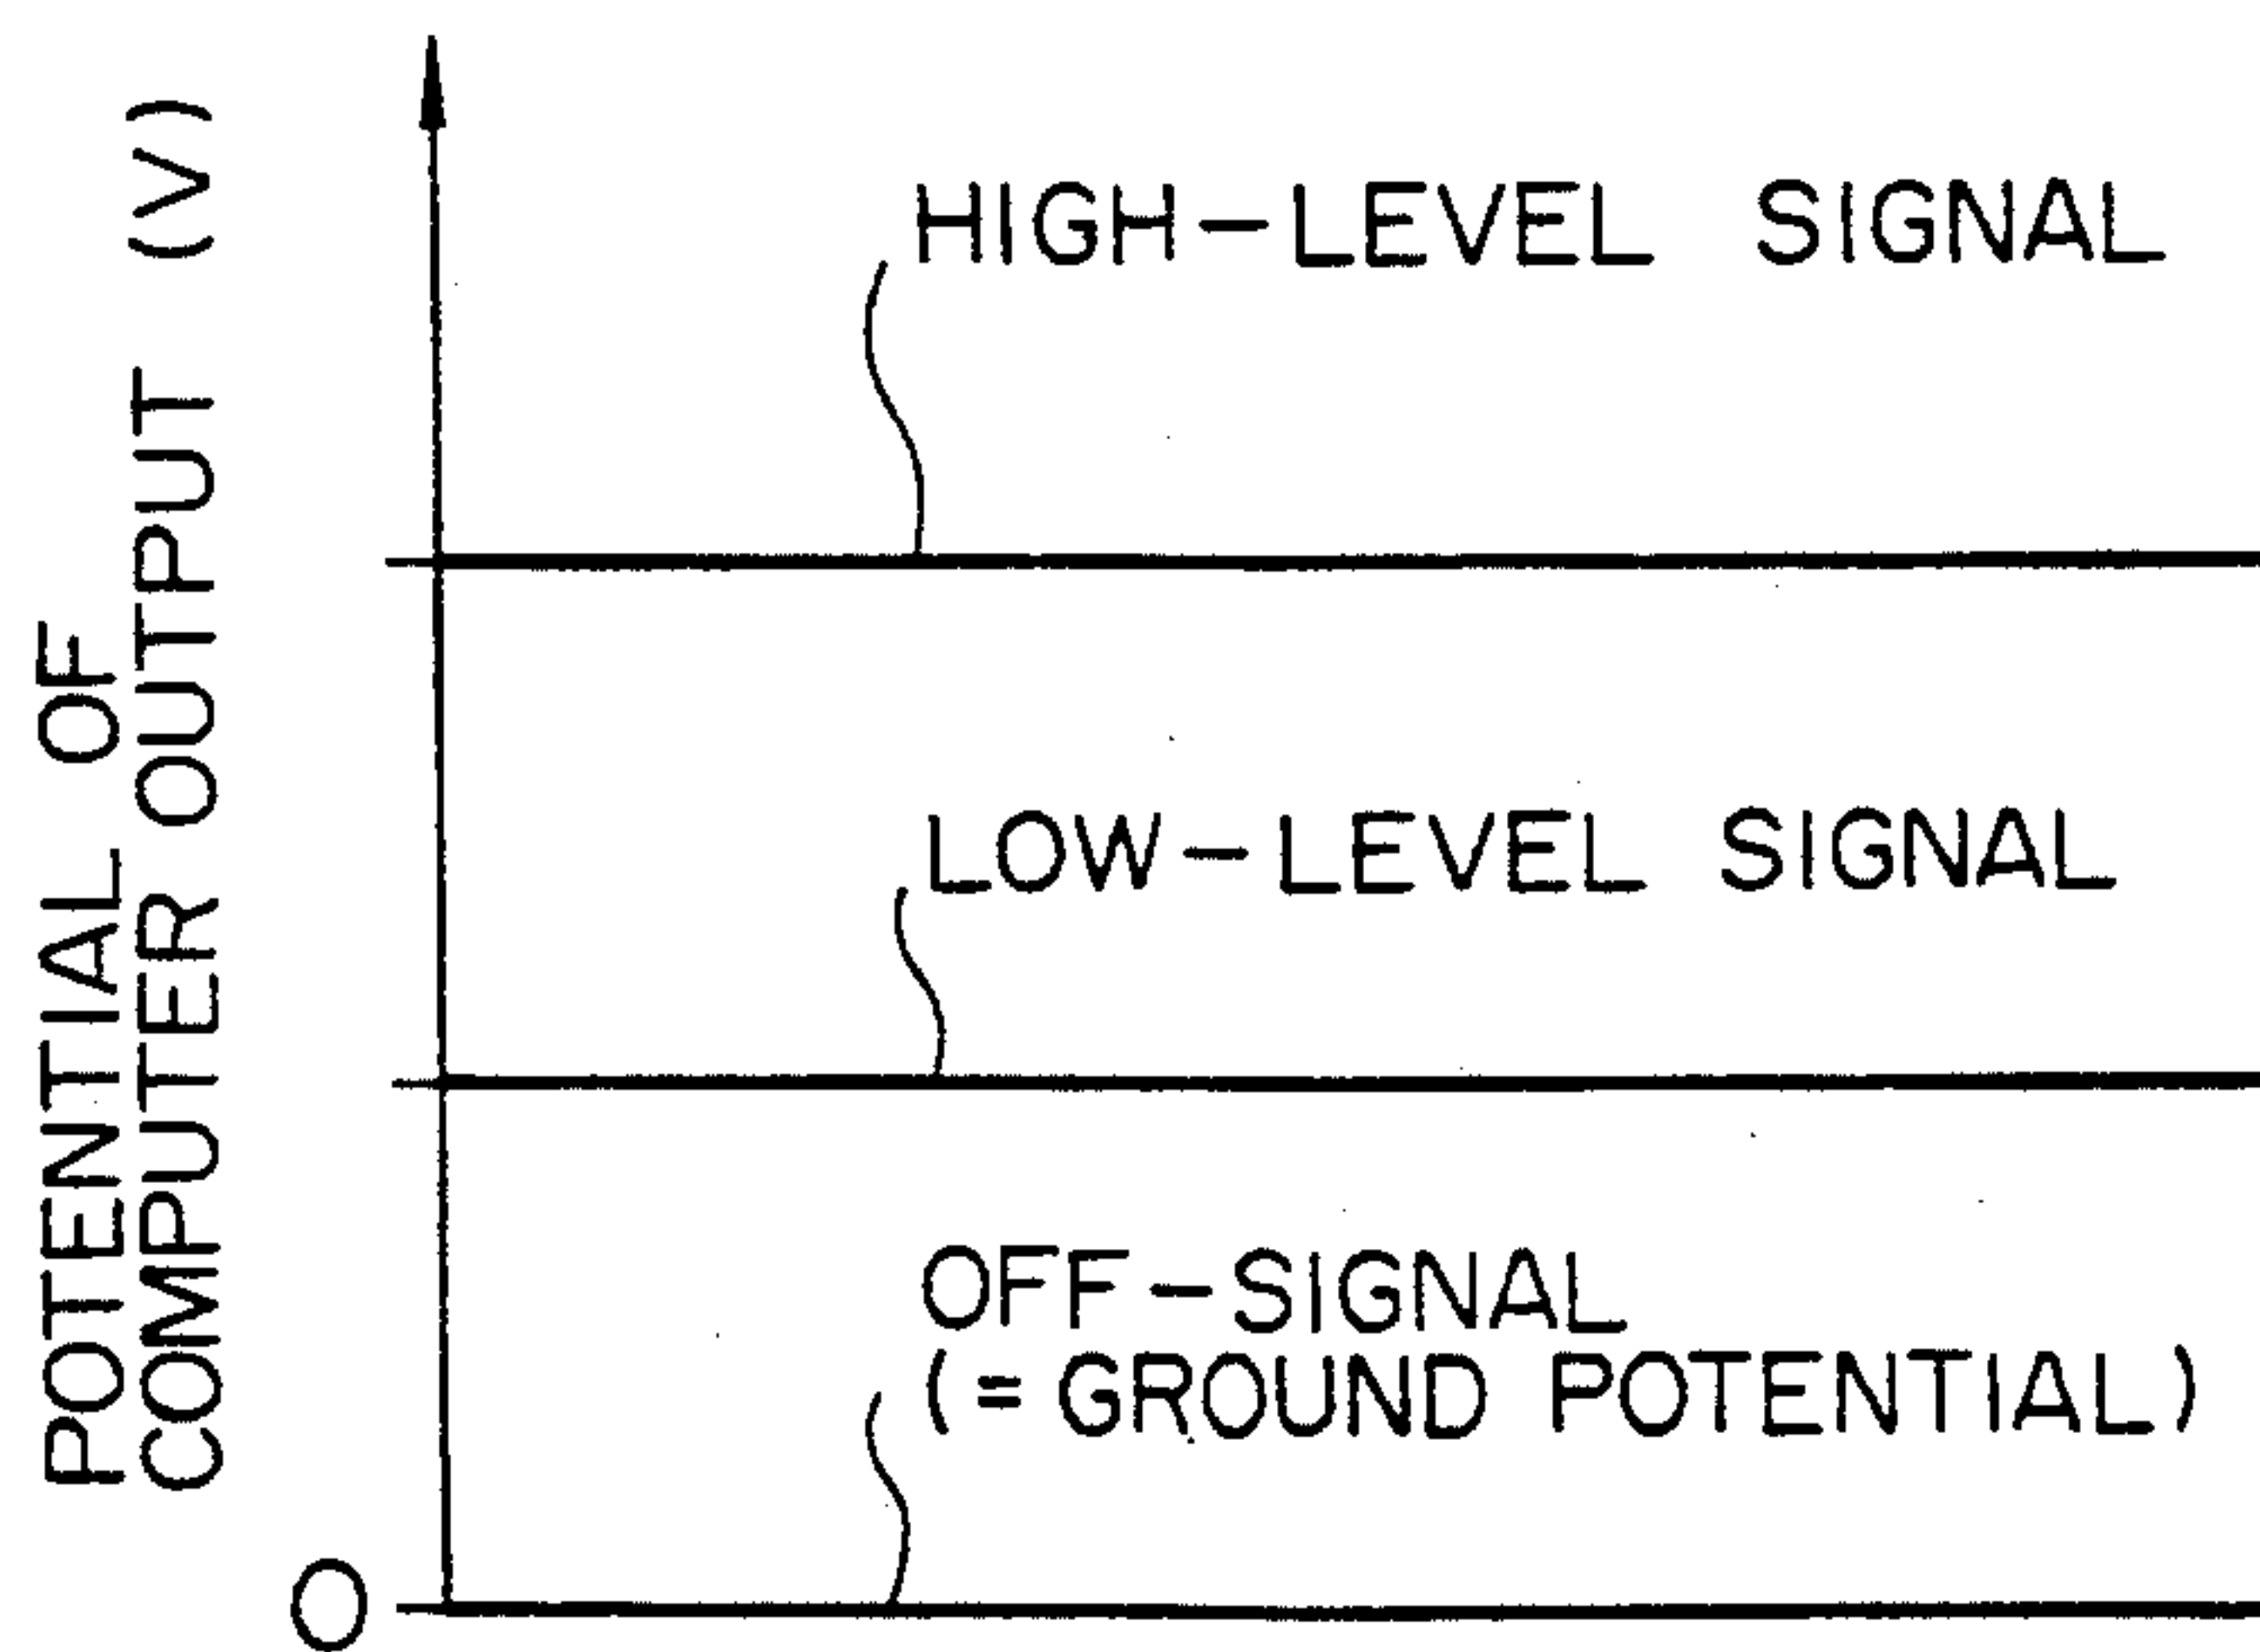 POTENTIAL OF
COMPUTER OUTPUT (V)
HIGH-LEVEL SIGNAL
LOW-LEVEL SIGNAL
OFF-SIGNAL
(= GROUND POTENTIAL)
0